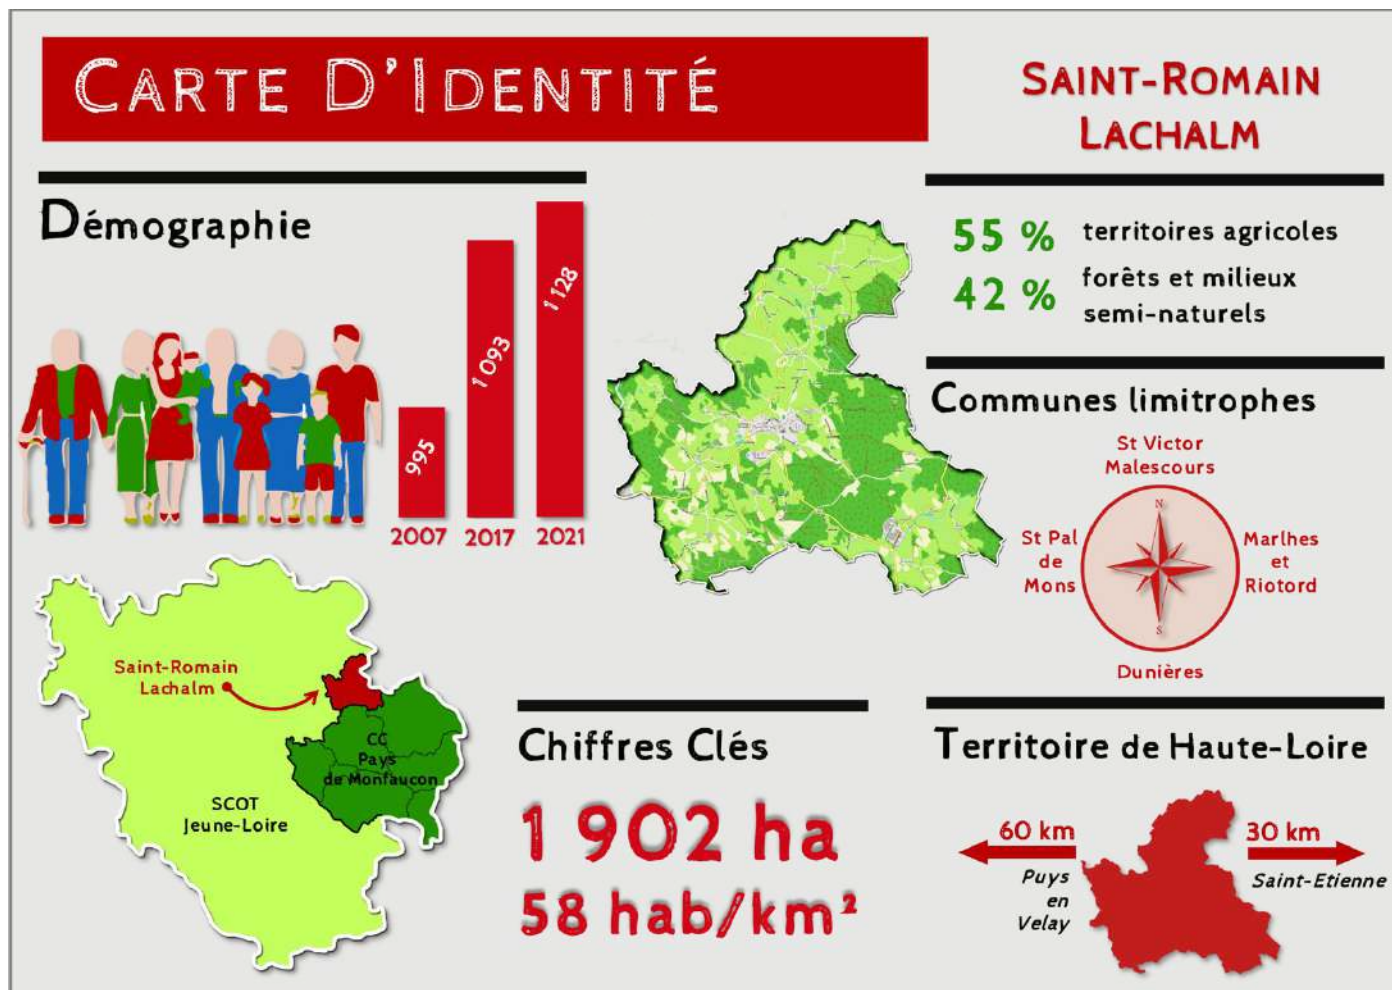 CARTE D'IDENTITÉ
SAINT-ROMAIN
LACHALM
Démographie
995
1 093
1 128
2007
2017
2021
55 %
territoires agricoles
42 %
forêts et milieux
semi-naturels
Communes limitrophes
St Victor
Malescours
St Pal
de
Mons
N
S
Marlhes
et
Riotord
Dunières
Saint-Romain
Lachalm
CC
Pays
de Monfaucon
SCOT
Jeune-Loire
Chiffres Clés
1 902 ha
58 hab/km²
Territoire de Haute-Loire
60 km
Puys
en
Velay
30 km
Saint-Etienne